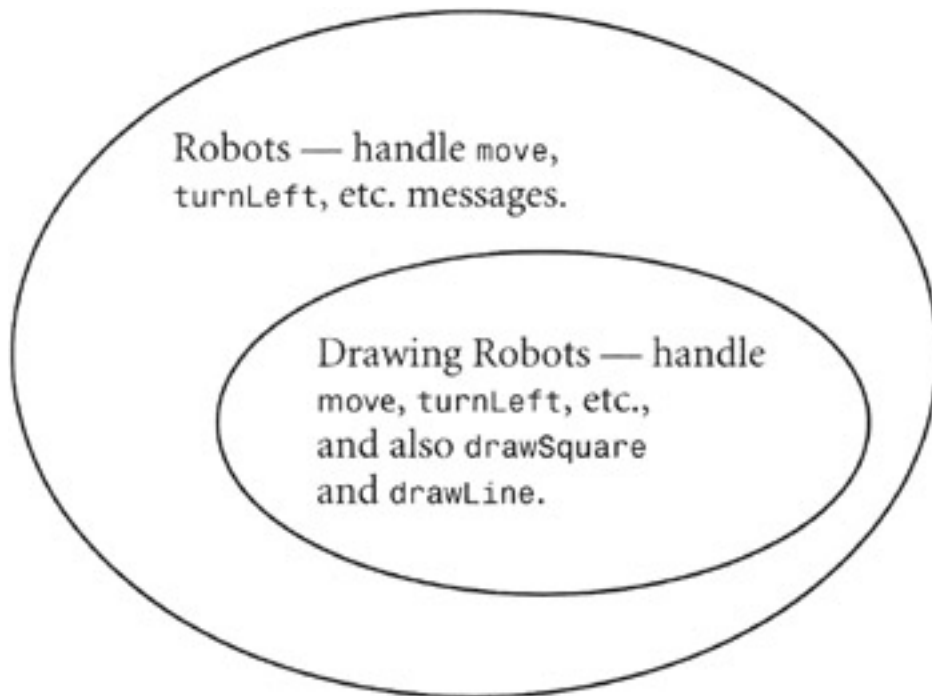 Robots — handle move,
turnLeft, etc. messages.
Drawing Robots — handle
move, turnLeft, etc.,
and also drawSquare
and drawLine.